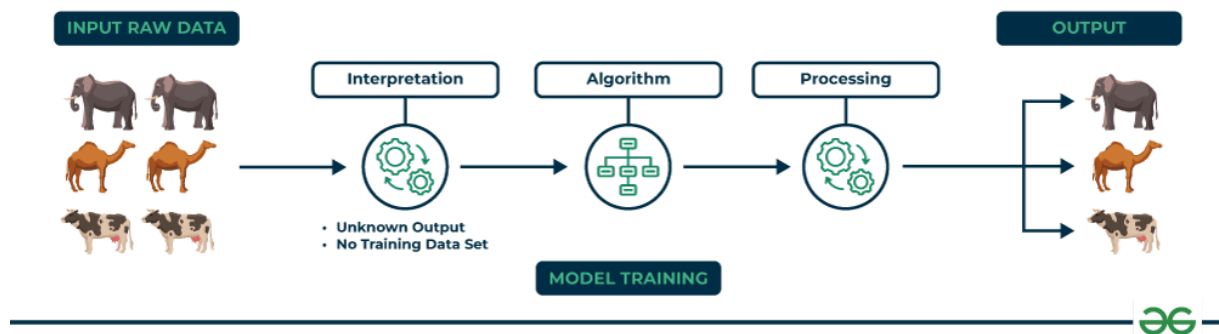 INPUT RAW DATA
OUTPUT
Interpretation
Algorithm
Processing
• Unknown Output
• No Training Data Set
MODEL TRAINING